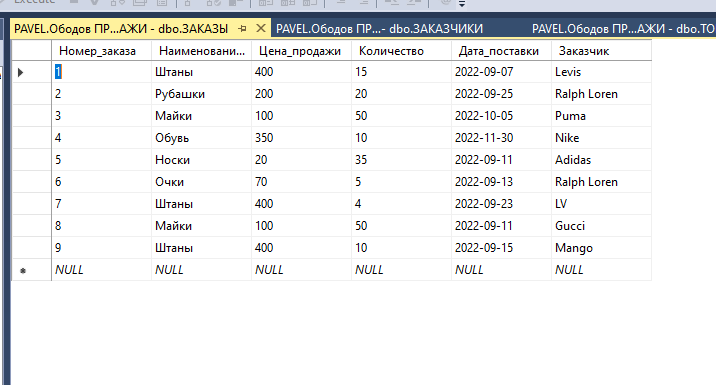 Execute
PAVEL.Ободов ПР...АЖИ - dbo.ЗАКАЗЫ PAVEL.Ободов ПР...- dbo.ЗАКАЗЧИКИ PAVEL.Ободов ПР...АЖИ - dbo.ТО
Номер_заказа Наименовани... Цена_продажи Количество Дата_поставки Заказчик
1 Штаны 400 15 2022-09-07 Levis
2 Рубашки 200 20 2022-09-25 Ralph Loren
3 Майки 100 50 2022-10-05 Puma
4 Обувь 350 10 2022-11-30 Nike
5 Носки 20 35 2022-09-11 Adidas
6 Очки 70 5 2022-09-13 Ralph Loren
7 Штаны 400 4 2022-09-23 LV
8 Майки 100 50 2022-09-11 Gucci
9 Штаны 400 10 2022-09-15 Mango
NULL NULL NULL NULL NULL NULL